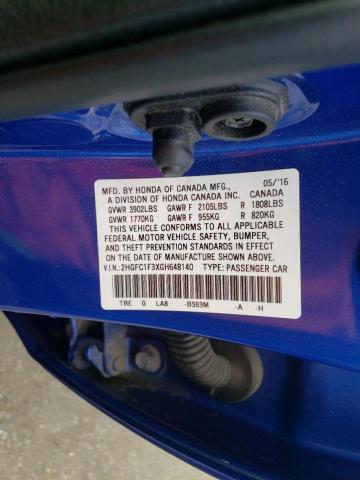 MFD. BY HONDA OF CANADA MFG., 05/'16
A DIVISION OF HONDA CANADA INC. CANADA
GVWR 3902LBS GAWR F 2105LBS R 1808LBS
GVWR 1770KG GAWR F 955KG R 820KG
THIS VEHICLE CONFORMS TO ALL APPLICABLE
FEDERAL MOTOR VEHICLE SAFETY, BUMPER,
AND THEFT PREVENTION STANDARDS IN EFFECT
ON THE DATE OF MANUFACTURE SHOWN ABOVE.
V.I.N.: 2HGFC1F3XGH648140 TYPE: PASSENGER CAR
TBE G LA8 -B593M -A -H